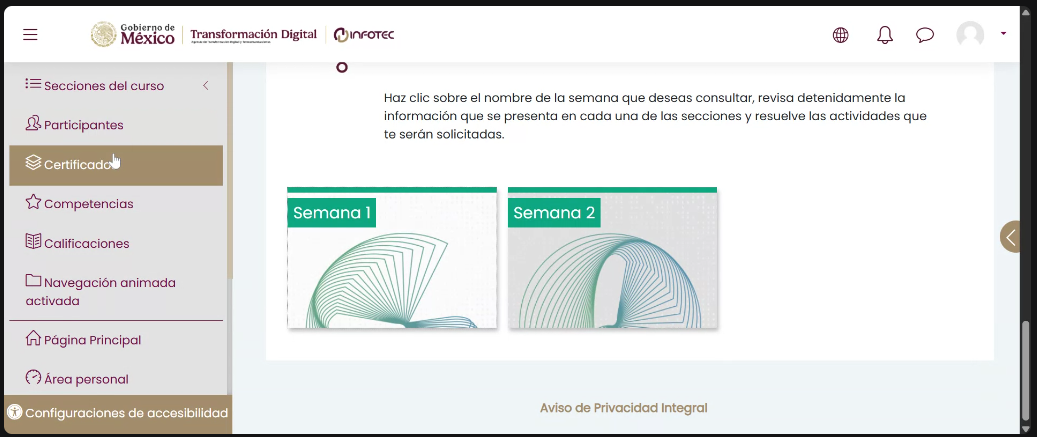 Gobierno de
México
Transformación Digital
INFOTEC
Secciones del curso
Participantes
Certificado
Competencias
Calificaciones
Navegación animada
activada
Página Principal
Área personal
Configuraciones de accesibilidad
Haz clic sobre el nombre de la semana que deseas consultar, revisa detenidamente la
información que se presenta en cada una de las secciones y resuelve las actividades que
te serán solicitadas.
Semana 1
Semana 2
Aviso de Privacidad Integral